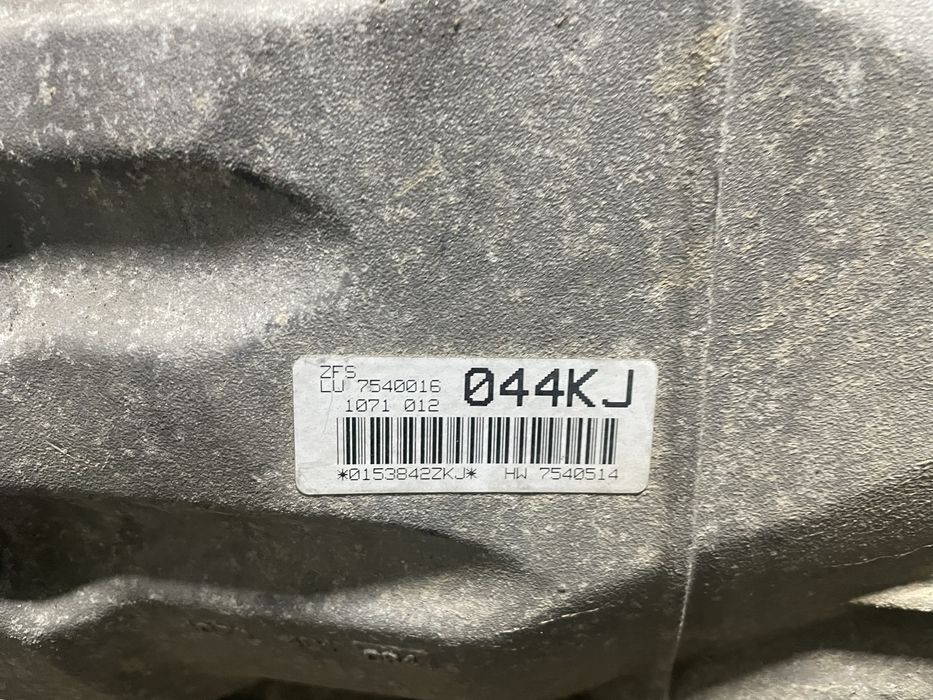 ZFS
LU 7540016
044KJ
1071 012
*0153842ZKJ* HW 7540514